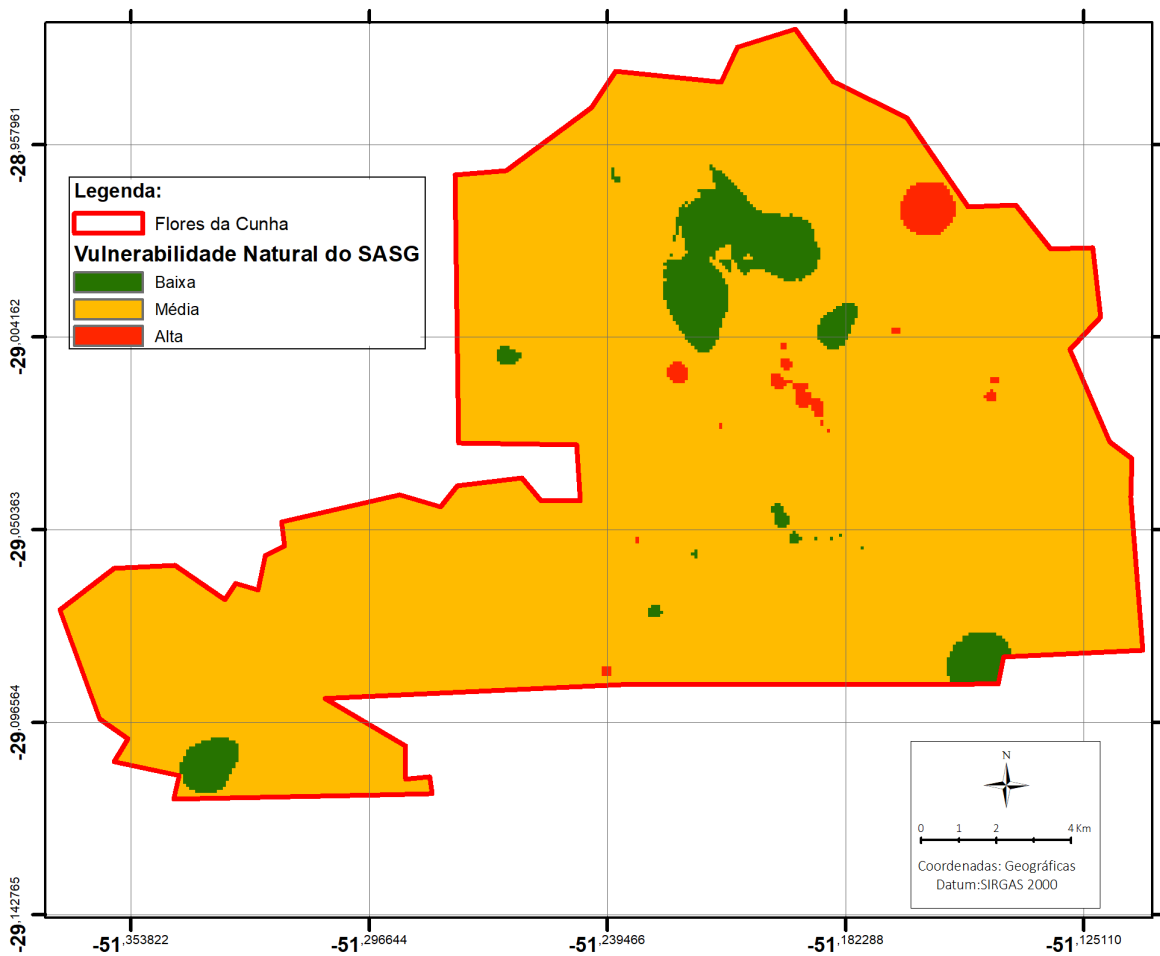 -28,957961
-29,004162
-29,050363
-29,096564
-29,142765
Legenda:
Flores da Cunha
Vulnerabilidade Natural do SASG
Baixa
Média
Alta
N
0 1 2 4 Km
Coordenadas: Geográficas
Datum:SIRGAS 2000
-51,353822 -51,296644 -51,239466 -51,182288 -51,125110